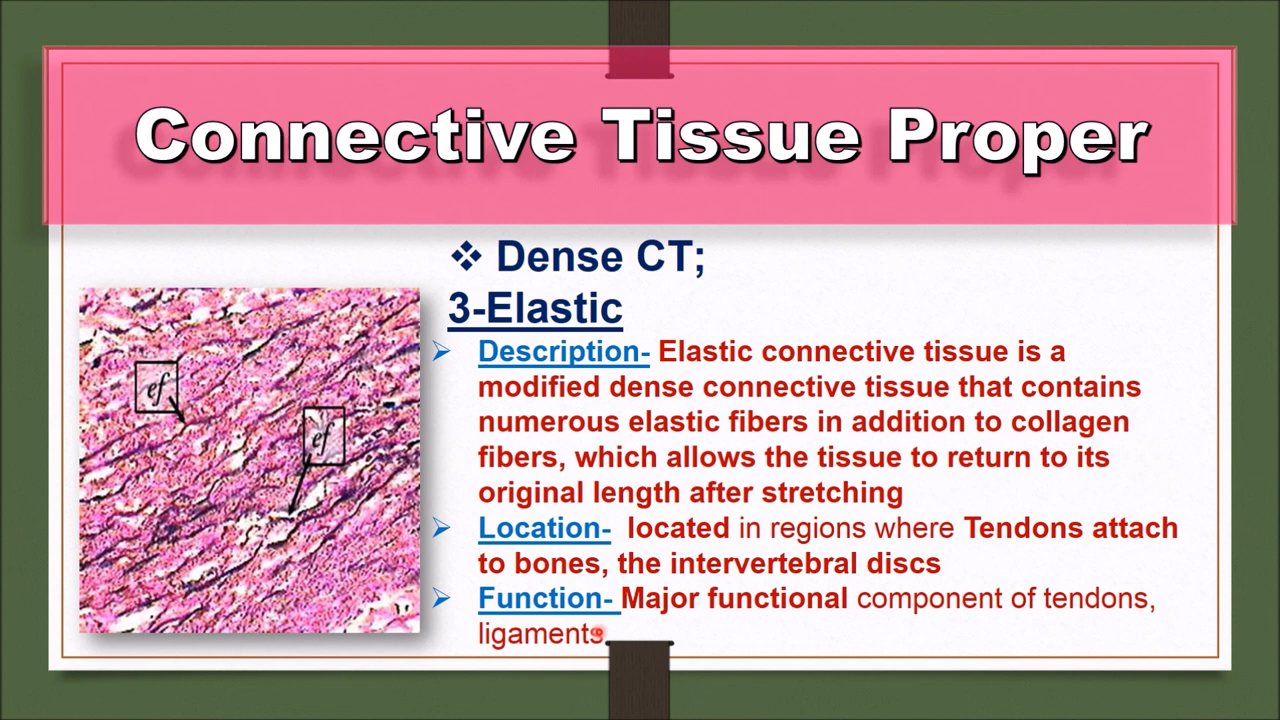 Connective Tissue Proper
❖ Dense CT;
3-Elastic
ef
ef
➢ Description- Elastic connective tissue is a
modified dense connective tissue that contains
numerous elastic fibers in addition to collagen
fibers, which allows the tissue to return to its
original length after stretching
➢ Location- located in regions where Tendons attach
to bones, the intervertebral discs
➢ Function- Major functional component of tendons,
ligaments